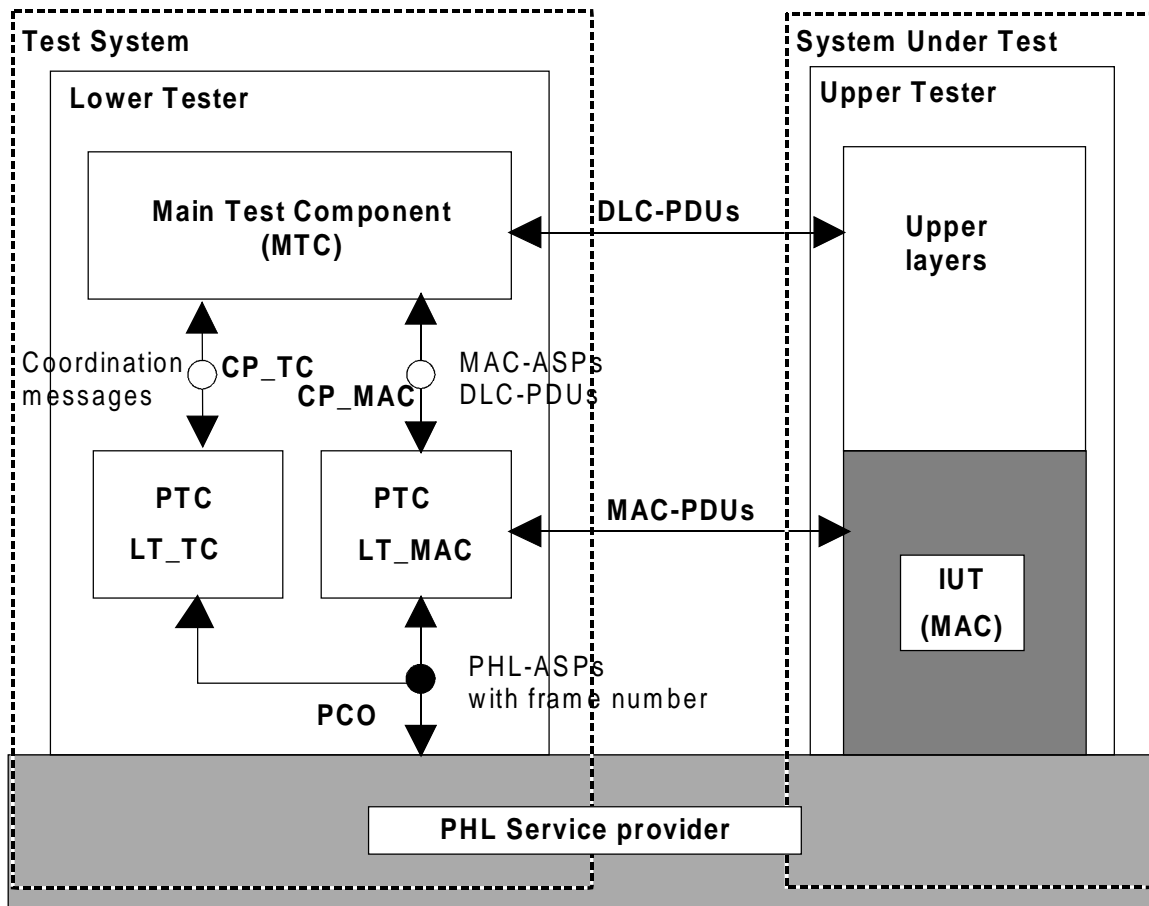 Test System
System Under Test
Lower Tester
Upper Tester
Main Test Component
(MTC)
DLC-PDUs
Upper
layers
Coordination
messages
CP_TC
CP_MAC
MAC-ASPs
DLC-PDUs
PTC
LT_TC
PTC
LT_MAC
MAC-PDUs
IUT
(MAC)
PHL-ASPs
with frame number
PCO
PHL Service provider